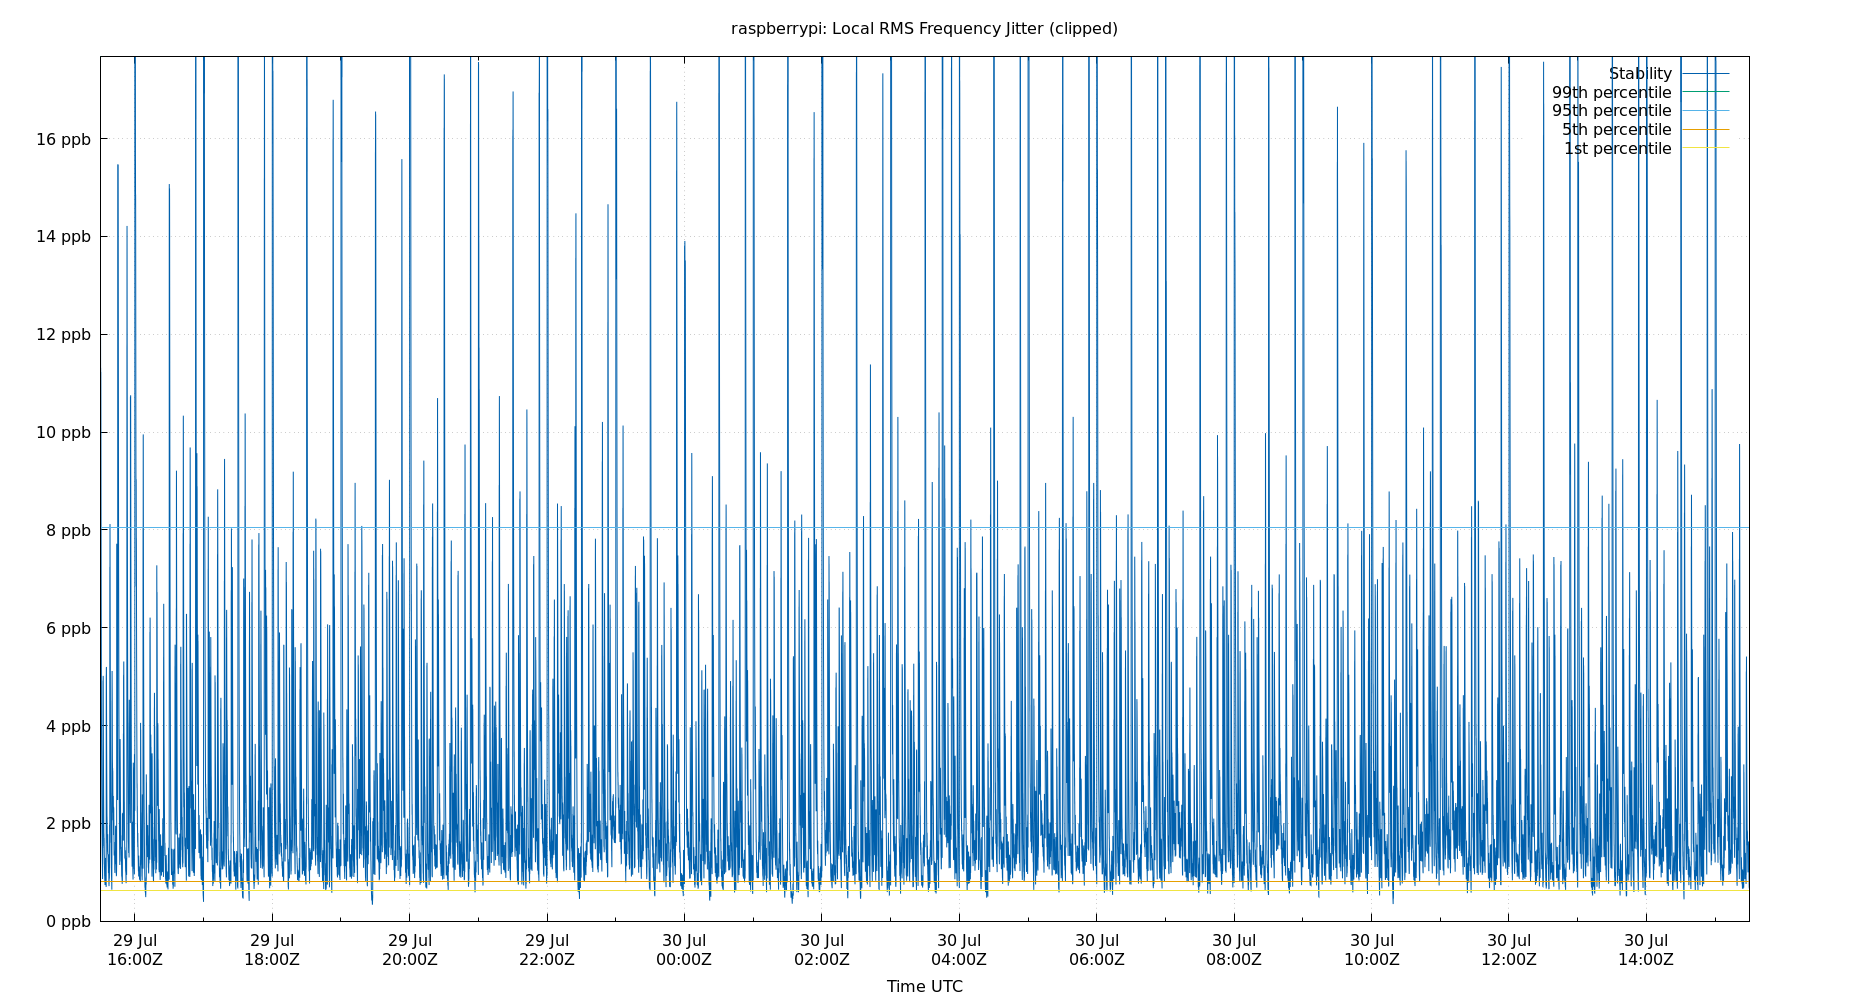 raspberrypi: Local RMS Frequency Jitter (clipped)
Stability
99th percentile
95th percentile
5th percentile
1st percentile
16 ppb
14 ppb
12 ppb
10 ppb
8 ppb
6 ppb
4 ppb
2 ppb
0 ppb
29 Jul 29 Jul 29 Jul 29 Jul 30 Jul 30 Jul 30 Jul 30 Jul 30 Jul 30 Jul 30 Jul 30 Jul
16:00Z 18:00Z 20:00Z 22:00Z 00:00Z 02:00Z 04:00Z 06:00Z 08:00Z 10:00Z 12:00Z 14:00Z
Time UTC